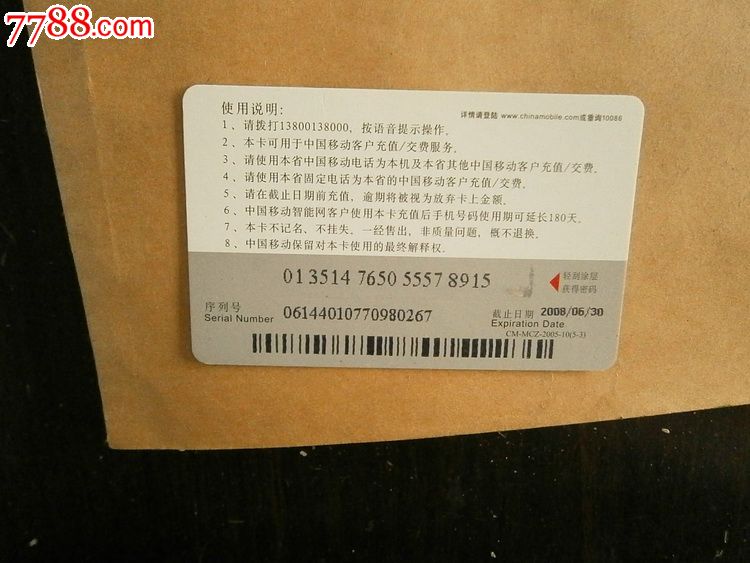 7788.com
使用说明:
详情请登陆 www.chinamobile.com或垂询10086
1、请拨打13800138000，按语音提示操作。
2、本卡可用于中国移动客户充值/交费服务。
3、请使用本省中国移动电话为本机及本省其他中国移动客户充值/交费。
4、请使用本省固定电话为本省的中国移动客户充值/交费。
5、请在截止日期前充值，逾期将被视为放弃卡上金额。
6、中国移动智能网客户使用本卡充值后手机号码使用期可延长180天。
7、本卡不记名、不挂失。一经售出，非质量问题，概不退换。
8、中国移动保留对本卡使用的最终解释权。
013514 7650 5557 8915
轻刮涂层
获得密码
序列号
Serial Number 06144010770980267
截止日期 2008/06/30
Expiration Date
CM-MCZ-2005-10(5-3)